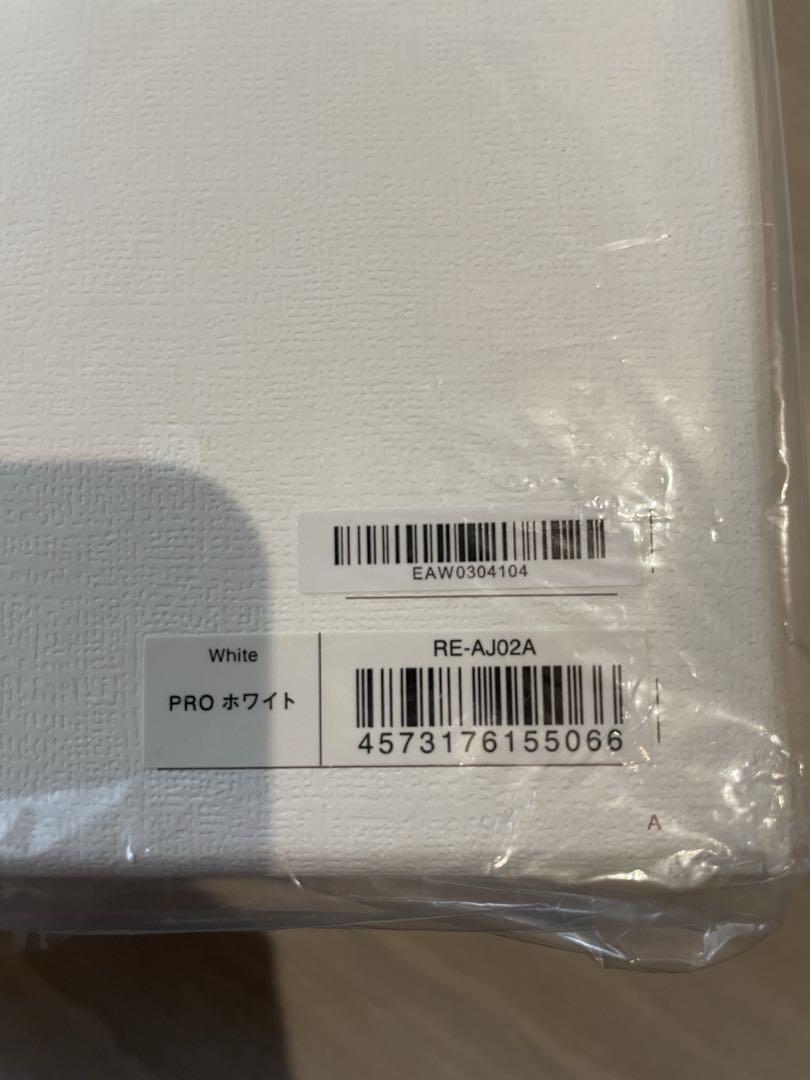 EAW0304104
White
PRO ホワイト
RE-AJ02A
4573176155066
A